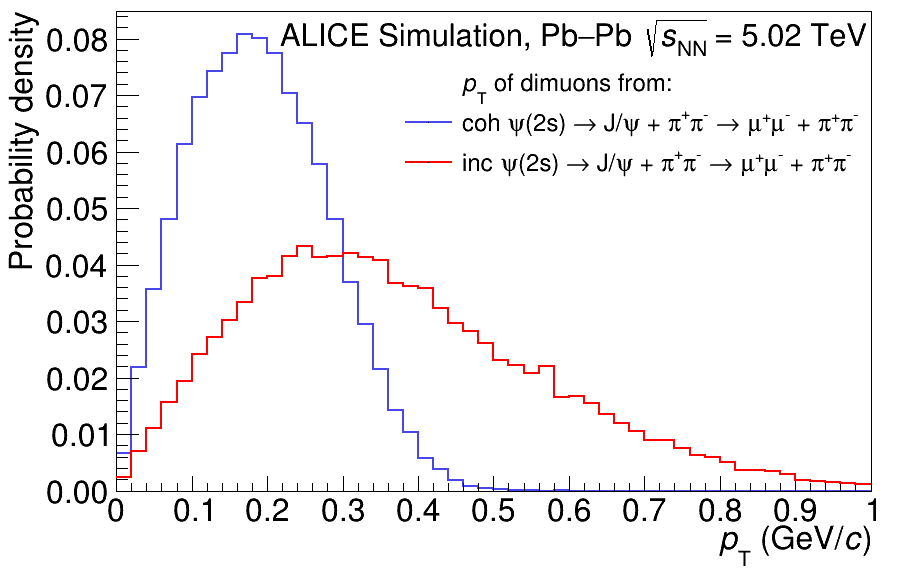 ALICE Simulation, Pb–Pb √sNN = 5.02 TeV
pT of dimuons from:
coh ψ(2s) → J/ψ + π+π- → μ+μ- + π+π-
inc ψ(2s) → J/ψ + π+π- → μ+μ- + π+π-
Probability density
0.08
0.07
0.06
0.05
0.04
0.03
0.02
0.01
0.00
0 0.1 0.2 0.3 0.4 0.5 0.6 0.7 0.8 0.9 1
pT (GeV/c)